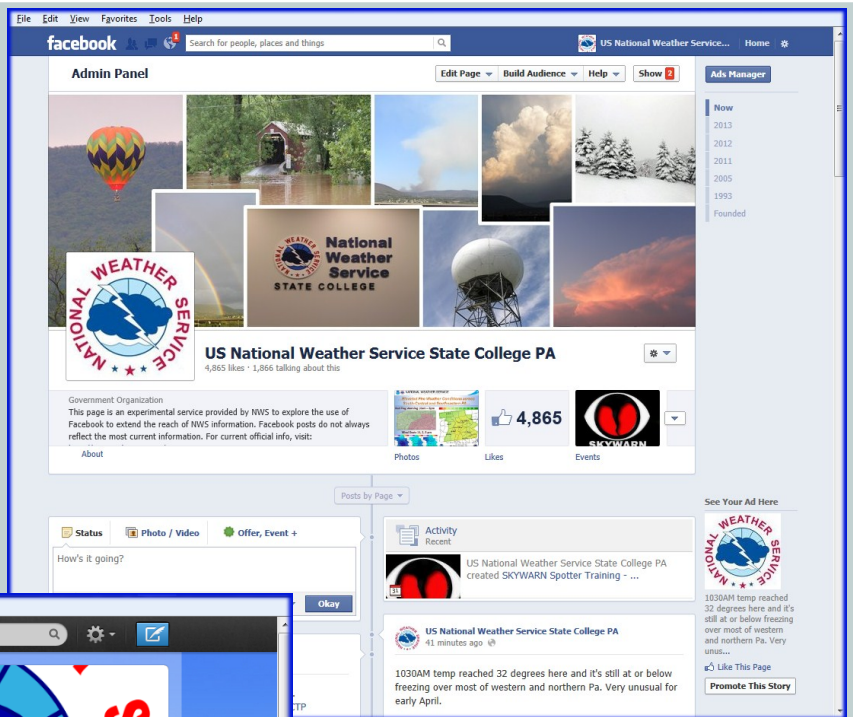 File Edit View Favorites Tools Help
facebook 1 Search for people, places and things US National Weather Service... Home
Admin Panel Edit Page Build Audience Help Show 2 Ads Manager
Now
2013
2012
2011
2005
1993
Founded
National
Weather
Service
STATE COLLEGE
NATIONAL WEATHER SERVICE
US National Weather Service State College PA
4,865 likes · 1,866 talking about this
Government Organization
This page is an experimental service provided by NWS to explore the use of
Facebook to extend the reach of NWS information. Facebook posts do not always
reflect the most current information. For current official info, visit:
About
4,865
SKYWARN
Photos Likes Events
Posts by Page
See Your Ad Here
NATIONAL WEATHER SERVICE
1030AM temp reached
32 degrees here and it's
still at or below freezing
over most of western
and northern Pa. Very
unus...
Like This Page
Promote This Story
Status Photo / Video Offer, Event +
How's it going?
Okay
Activity
Recent
31
US National Weather Service State College PA
created SKYWARN Spotter Training - ...
US National Weather Service State College PA
41 minutes ago
1030AM temp reached 32 degrees here and it's still at or below
freezing over most of western and northern Pa. Very unusual for
early April.
CTP